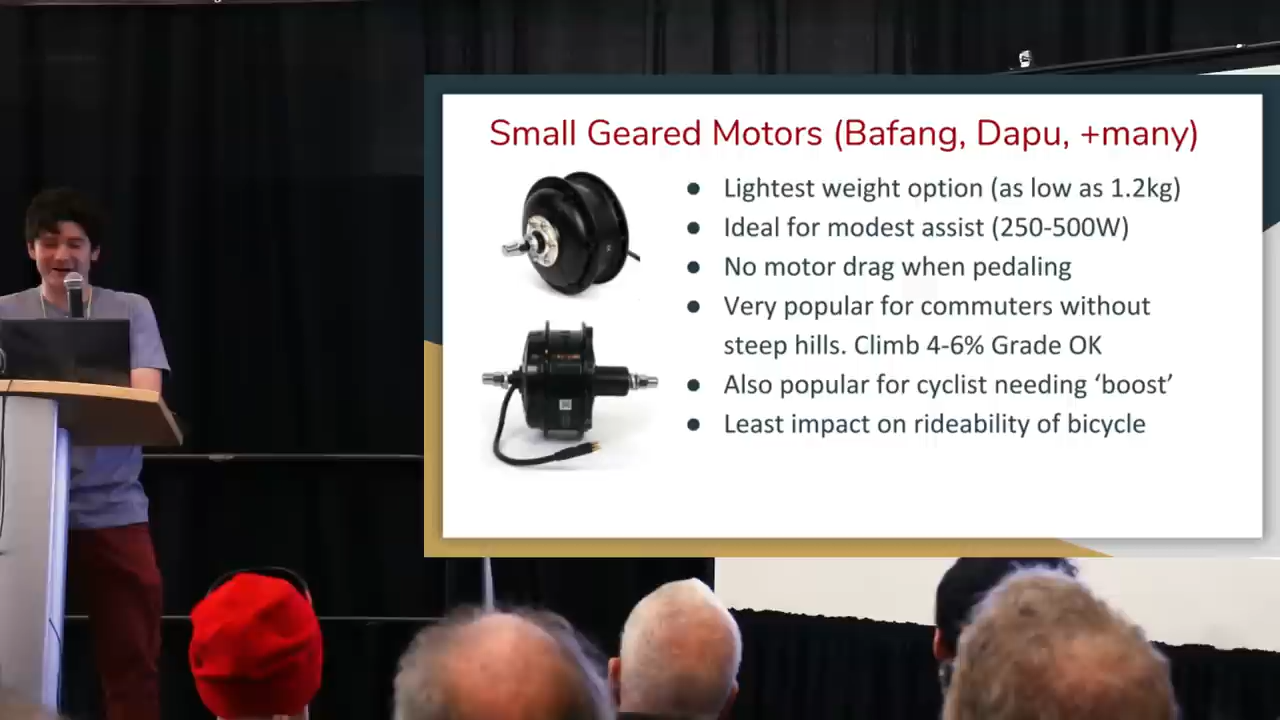 Small Geared Motors (Bafang, Dapu, +many)
● Lightest weight option (as low as 1.2kg)
● Ideal for modest assist (250-500W)
● No motor drag when pedaling
● Very popular for commuters without
steep hills. Climb 4-6% Grade OK
● Also popular for cyclist needing ‘boost’
● Least impact on rideability of bicycle